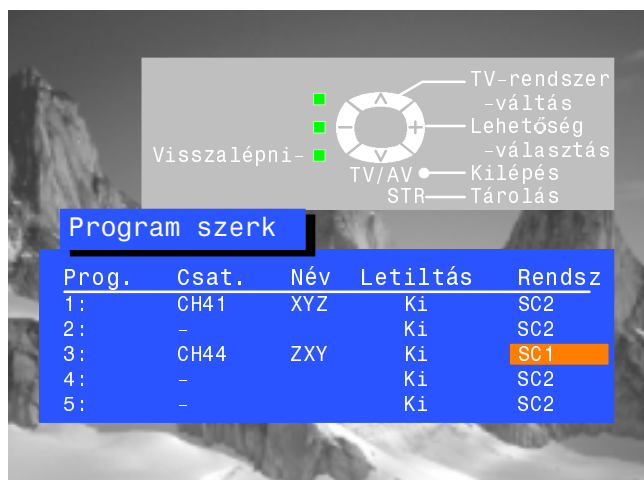 TV-rendszer
-váltás
Lehetőség
-választás
Visszalépni-
TV/AV Kilépés
STR Tárolás
Program szerk
Prog. Csat. Név Letiltás Rendsz
1: CH41 XYZ Ki SC2
2: - Ki SC2
3: CH44 ZXY Ki SC1
4: - Ki SC2
5: - Ki SC2